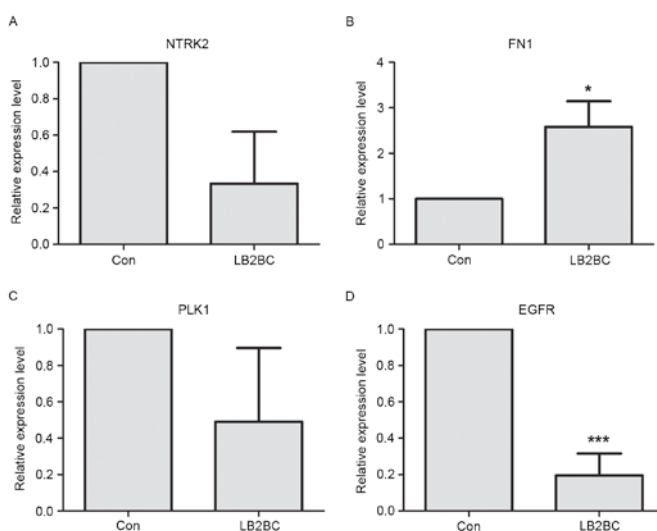 A
NTRK2
Relative expression level
1.0
0.8
0.6
0.4
0.2
0.0
Con
LB2BC
B
FN1
Relative expression level
4
3
2
1
0
*
Con
LB2BC
C
PLK1
Relative expression level
1.0
0.8
0.6
0.4
0.2
0.0
Con
LB2BC
D
EGFR
Relative expression level
1.0
0.8
0.6
0.4
0.2
0.0
***
Con
LB2BC